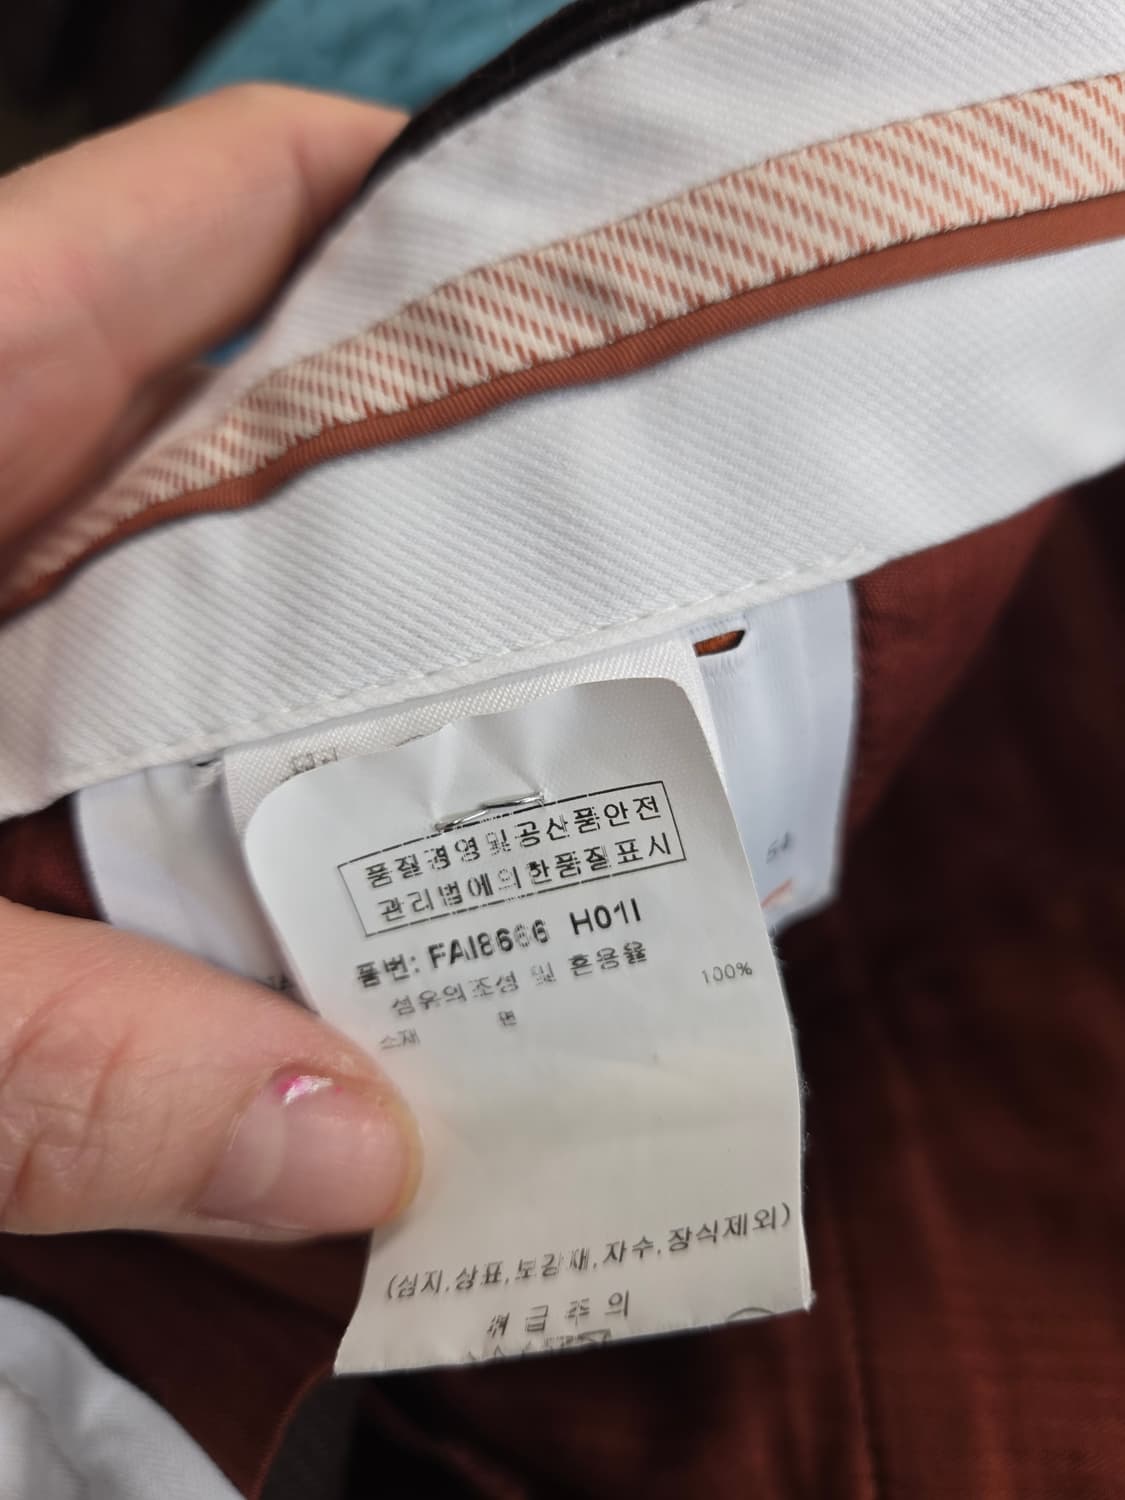 품질경영및공산품안전
관리법에의한품질표시
품번: FAI8666 H01I
섬유의조성 및 혼용율
소재 면 100%
(심지,상표,보강재,자수,장식제외)
취급주의